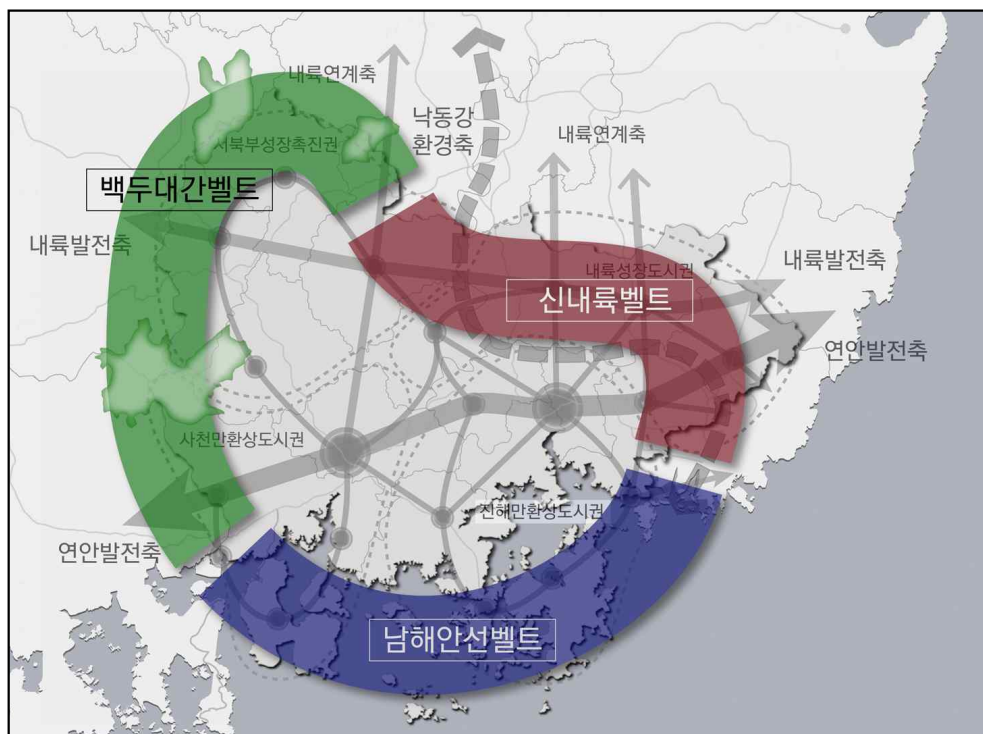 내륙연계축
낙동강
환경축
내륙연계축
서북부성장촉진권
백두대간벨트
내륙발전축
내륙성장도시권
내륙발전축
신내륙벨트
연안발전축
사천만환상도시권
진해만환상도시권
연안발전축
남해안선벨트